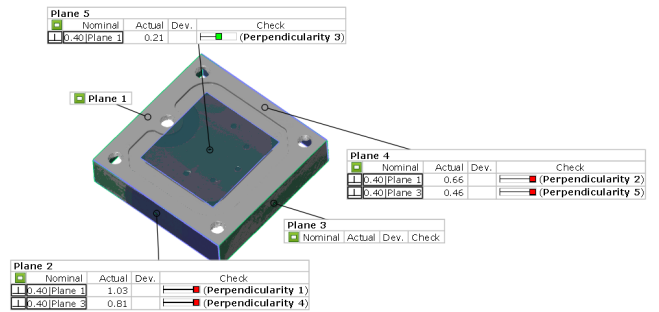 Plane 5
Nominal Actual Dev. Check
⊥ 0.40|Plane 1 0.21 (Perpendicularity 3)
Plane 1
Plane 4
Nominal Actual Dev. Check
⊥ 0.40|Plane 1 0.66 (Perpendicularity 2)
⊥ 0.40|Plane 3 0.46 (Perpendicularity 5)
Plane 3
Nominal Actual Dev. Check
Plane 2
Nominal Actual Dev. Check
⊥ 0.40|Plane 1 1.03 (Perpendicularity 1)
⊥ 0.40|Plane 3 0.81 (Perpendicularity 4)